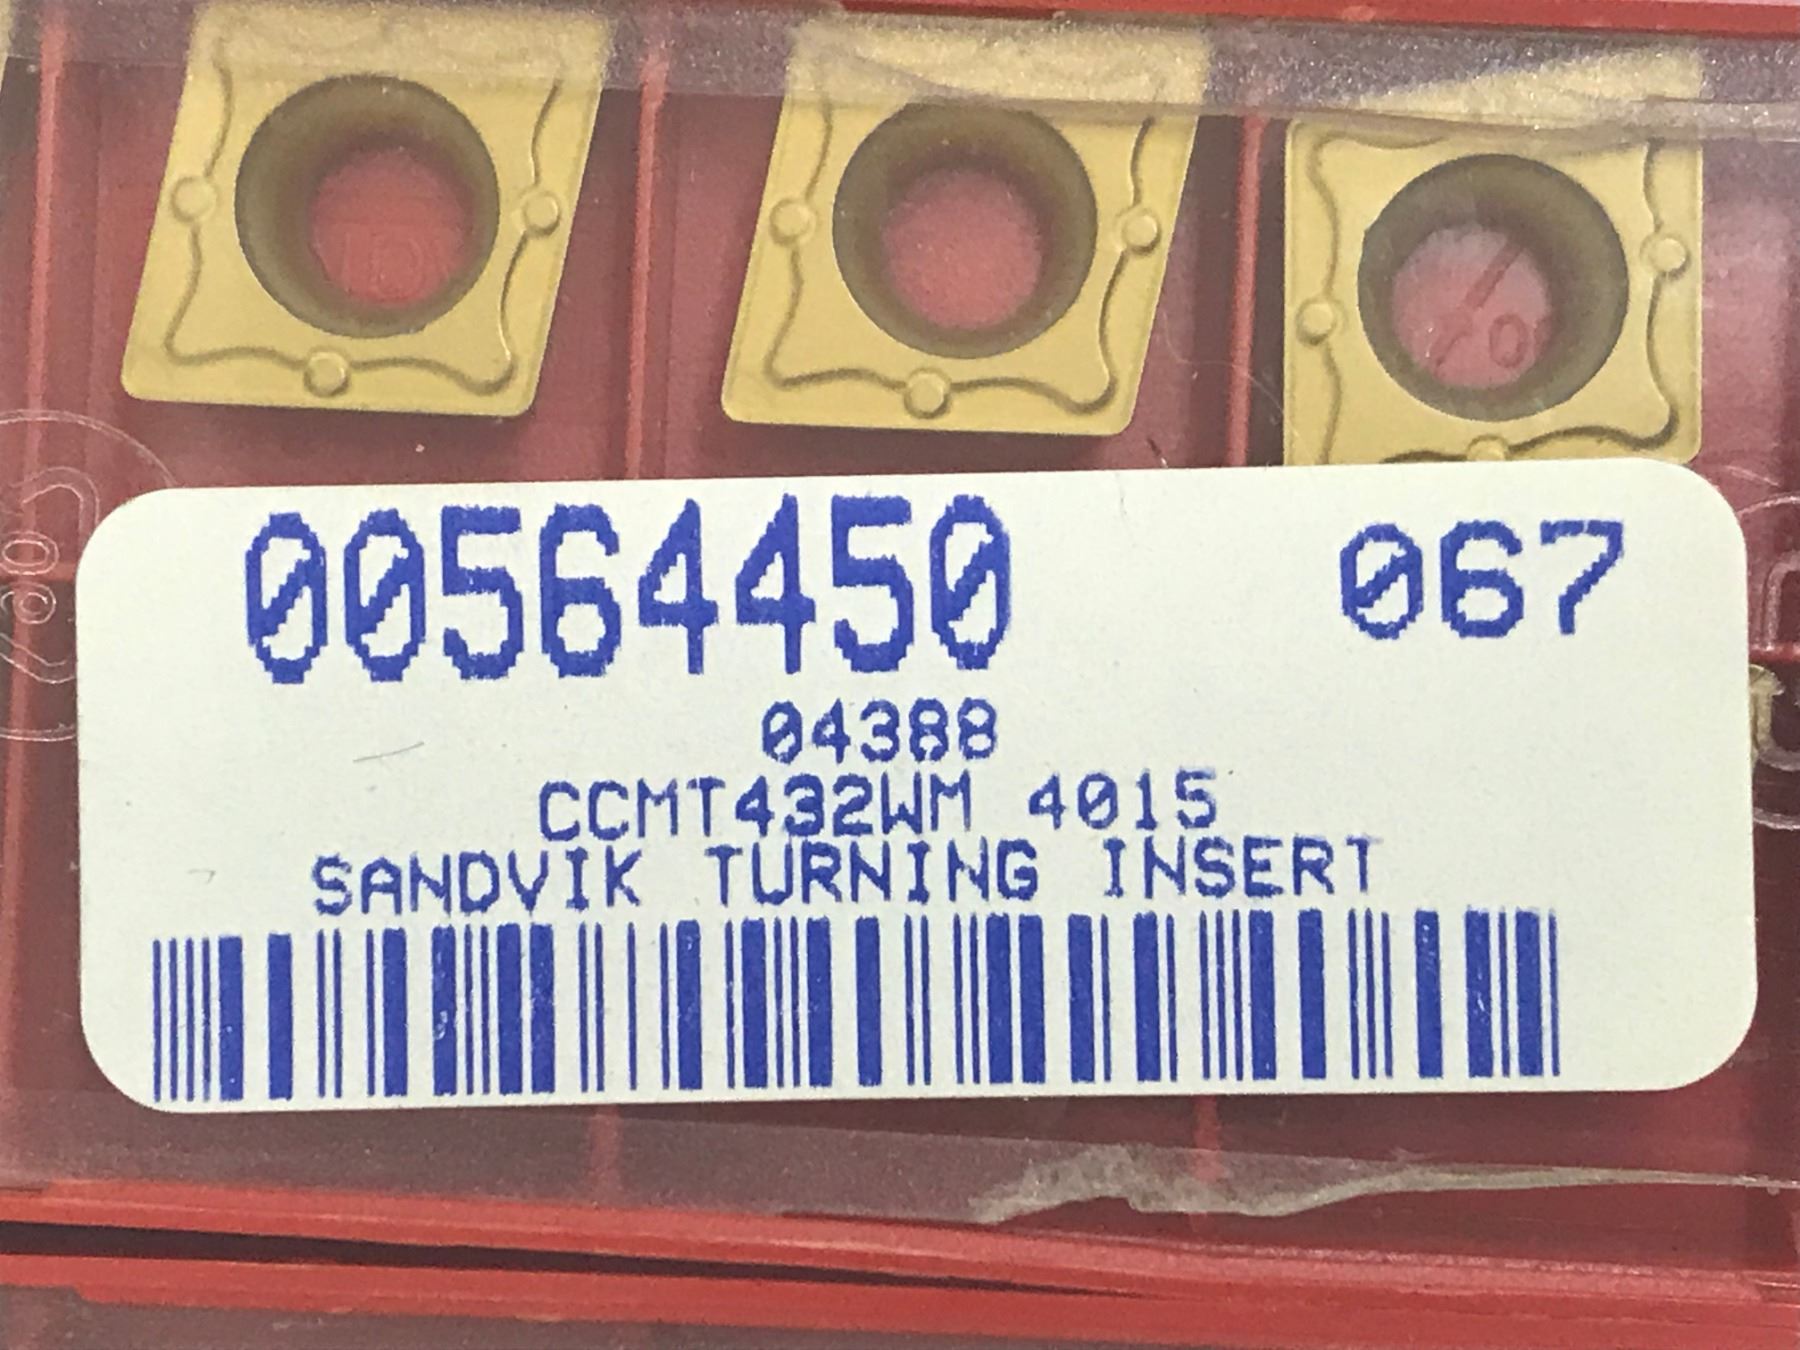 00564450 067
04388
CCMT432WM 4015
SANDVIK TURNING INSERT